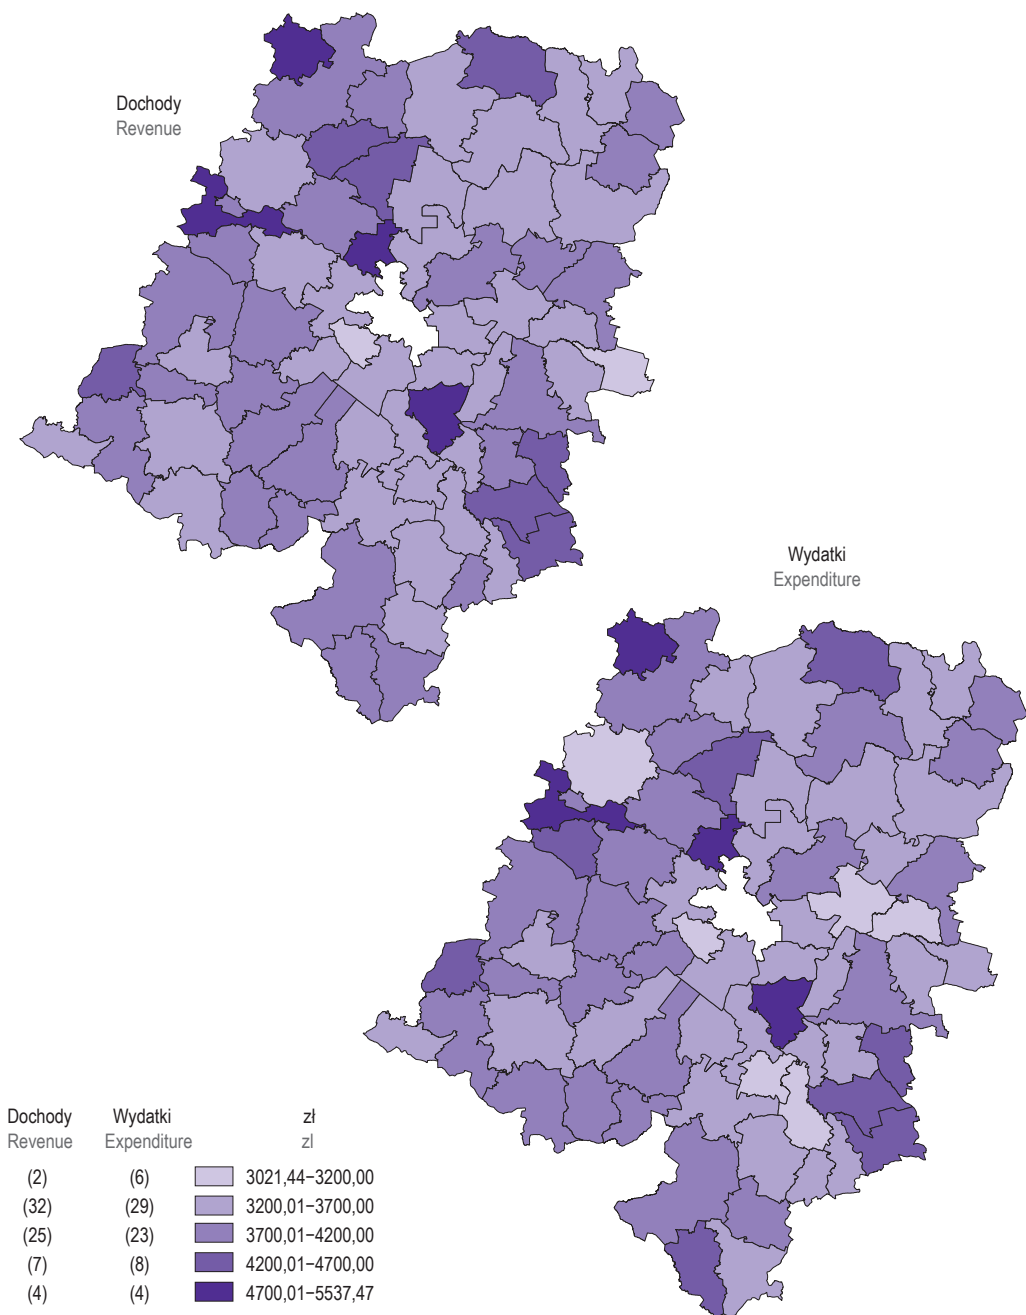 Dochody
Revenue
Wydatki
Expenditure
Dochody Wydatki zł
Revenue Expenditure zl
(2) (6) 3021,44–3200,00
(32) (29) 3200,01–3700,00
(25) (23) 3700,01–4200,00
(7) (8) 4200,01–4700,00
(4) (4) 4700,01–5537,47